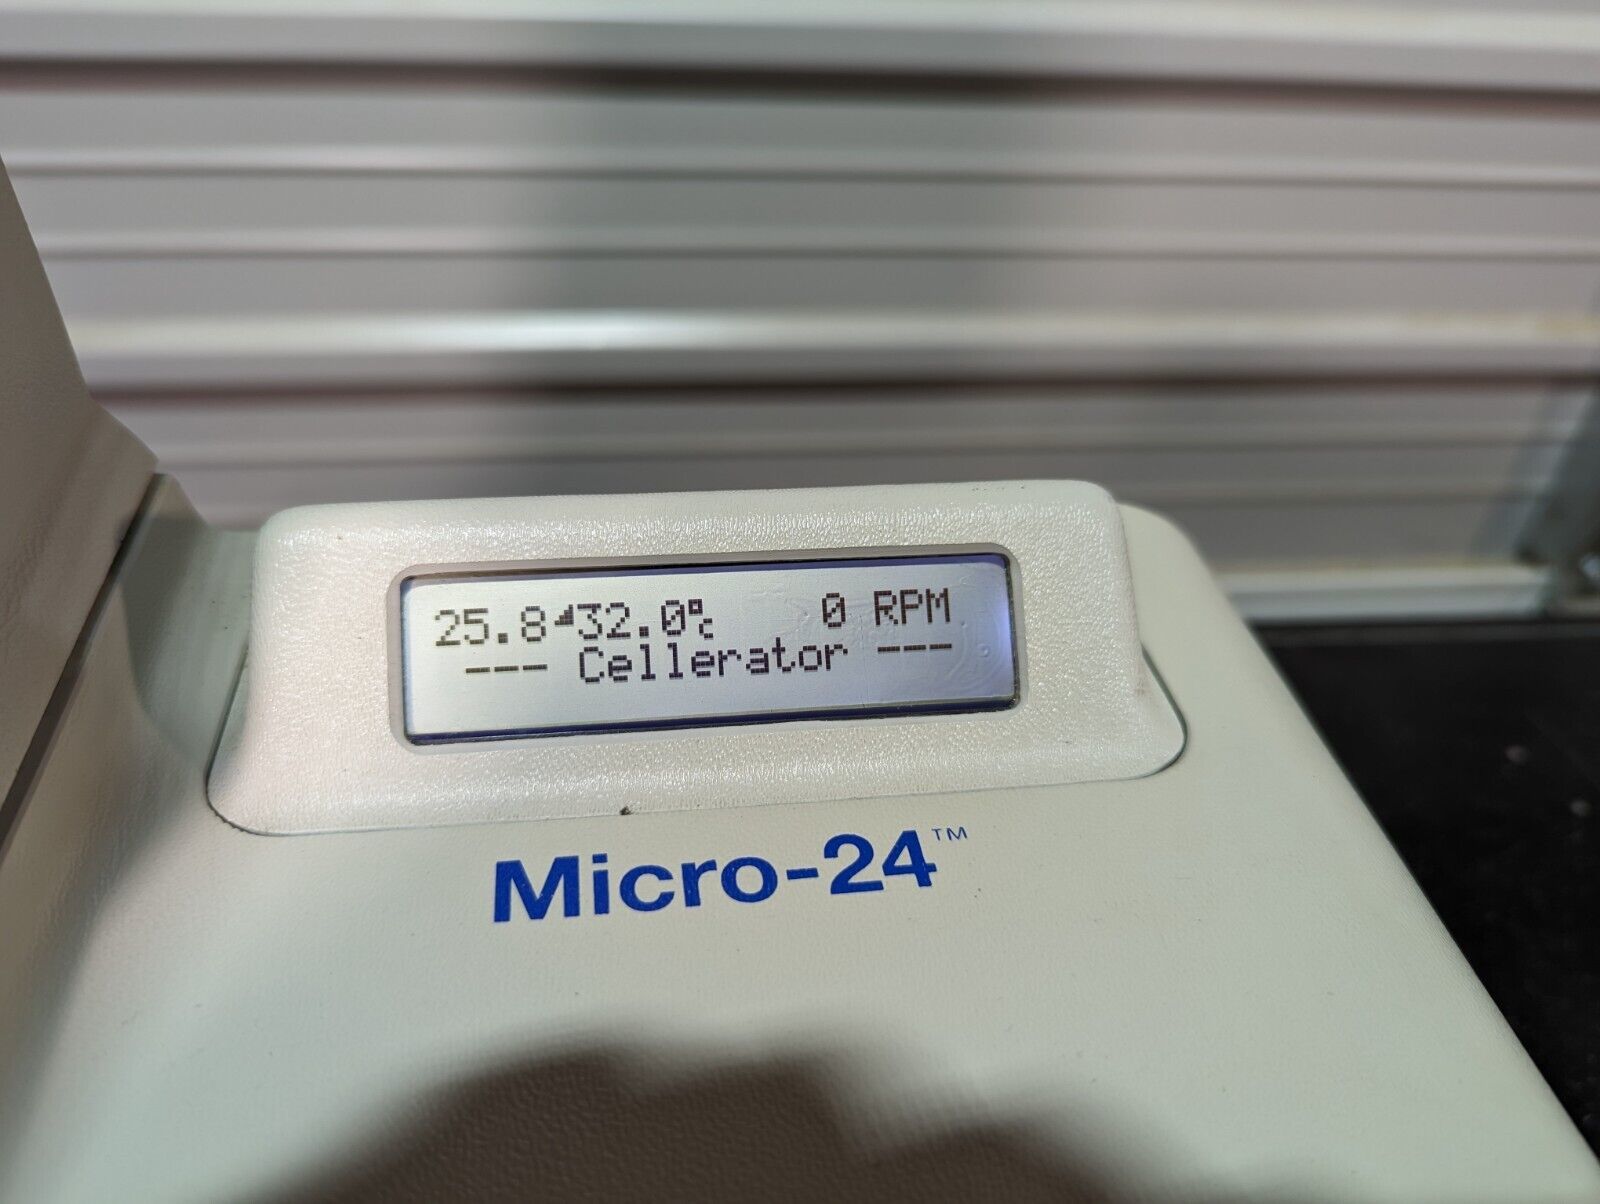 25.8◢32.0°C 0 RPM
--- Cellerator ---
Micro-24™